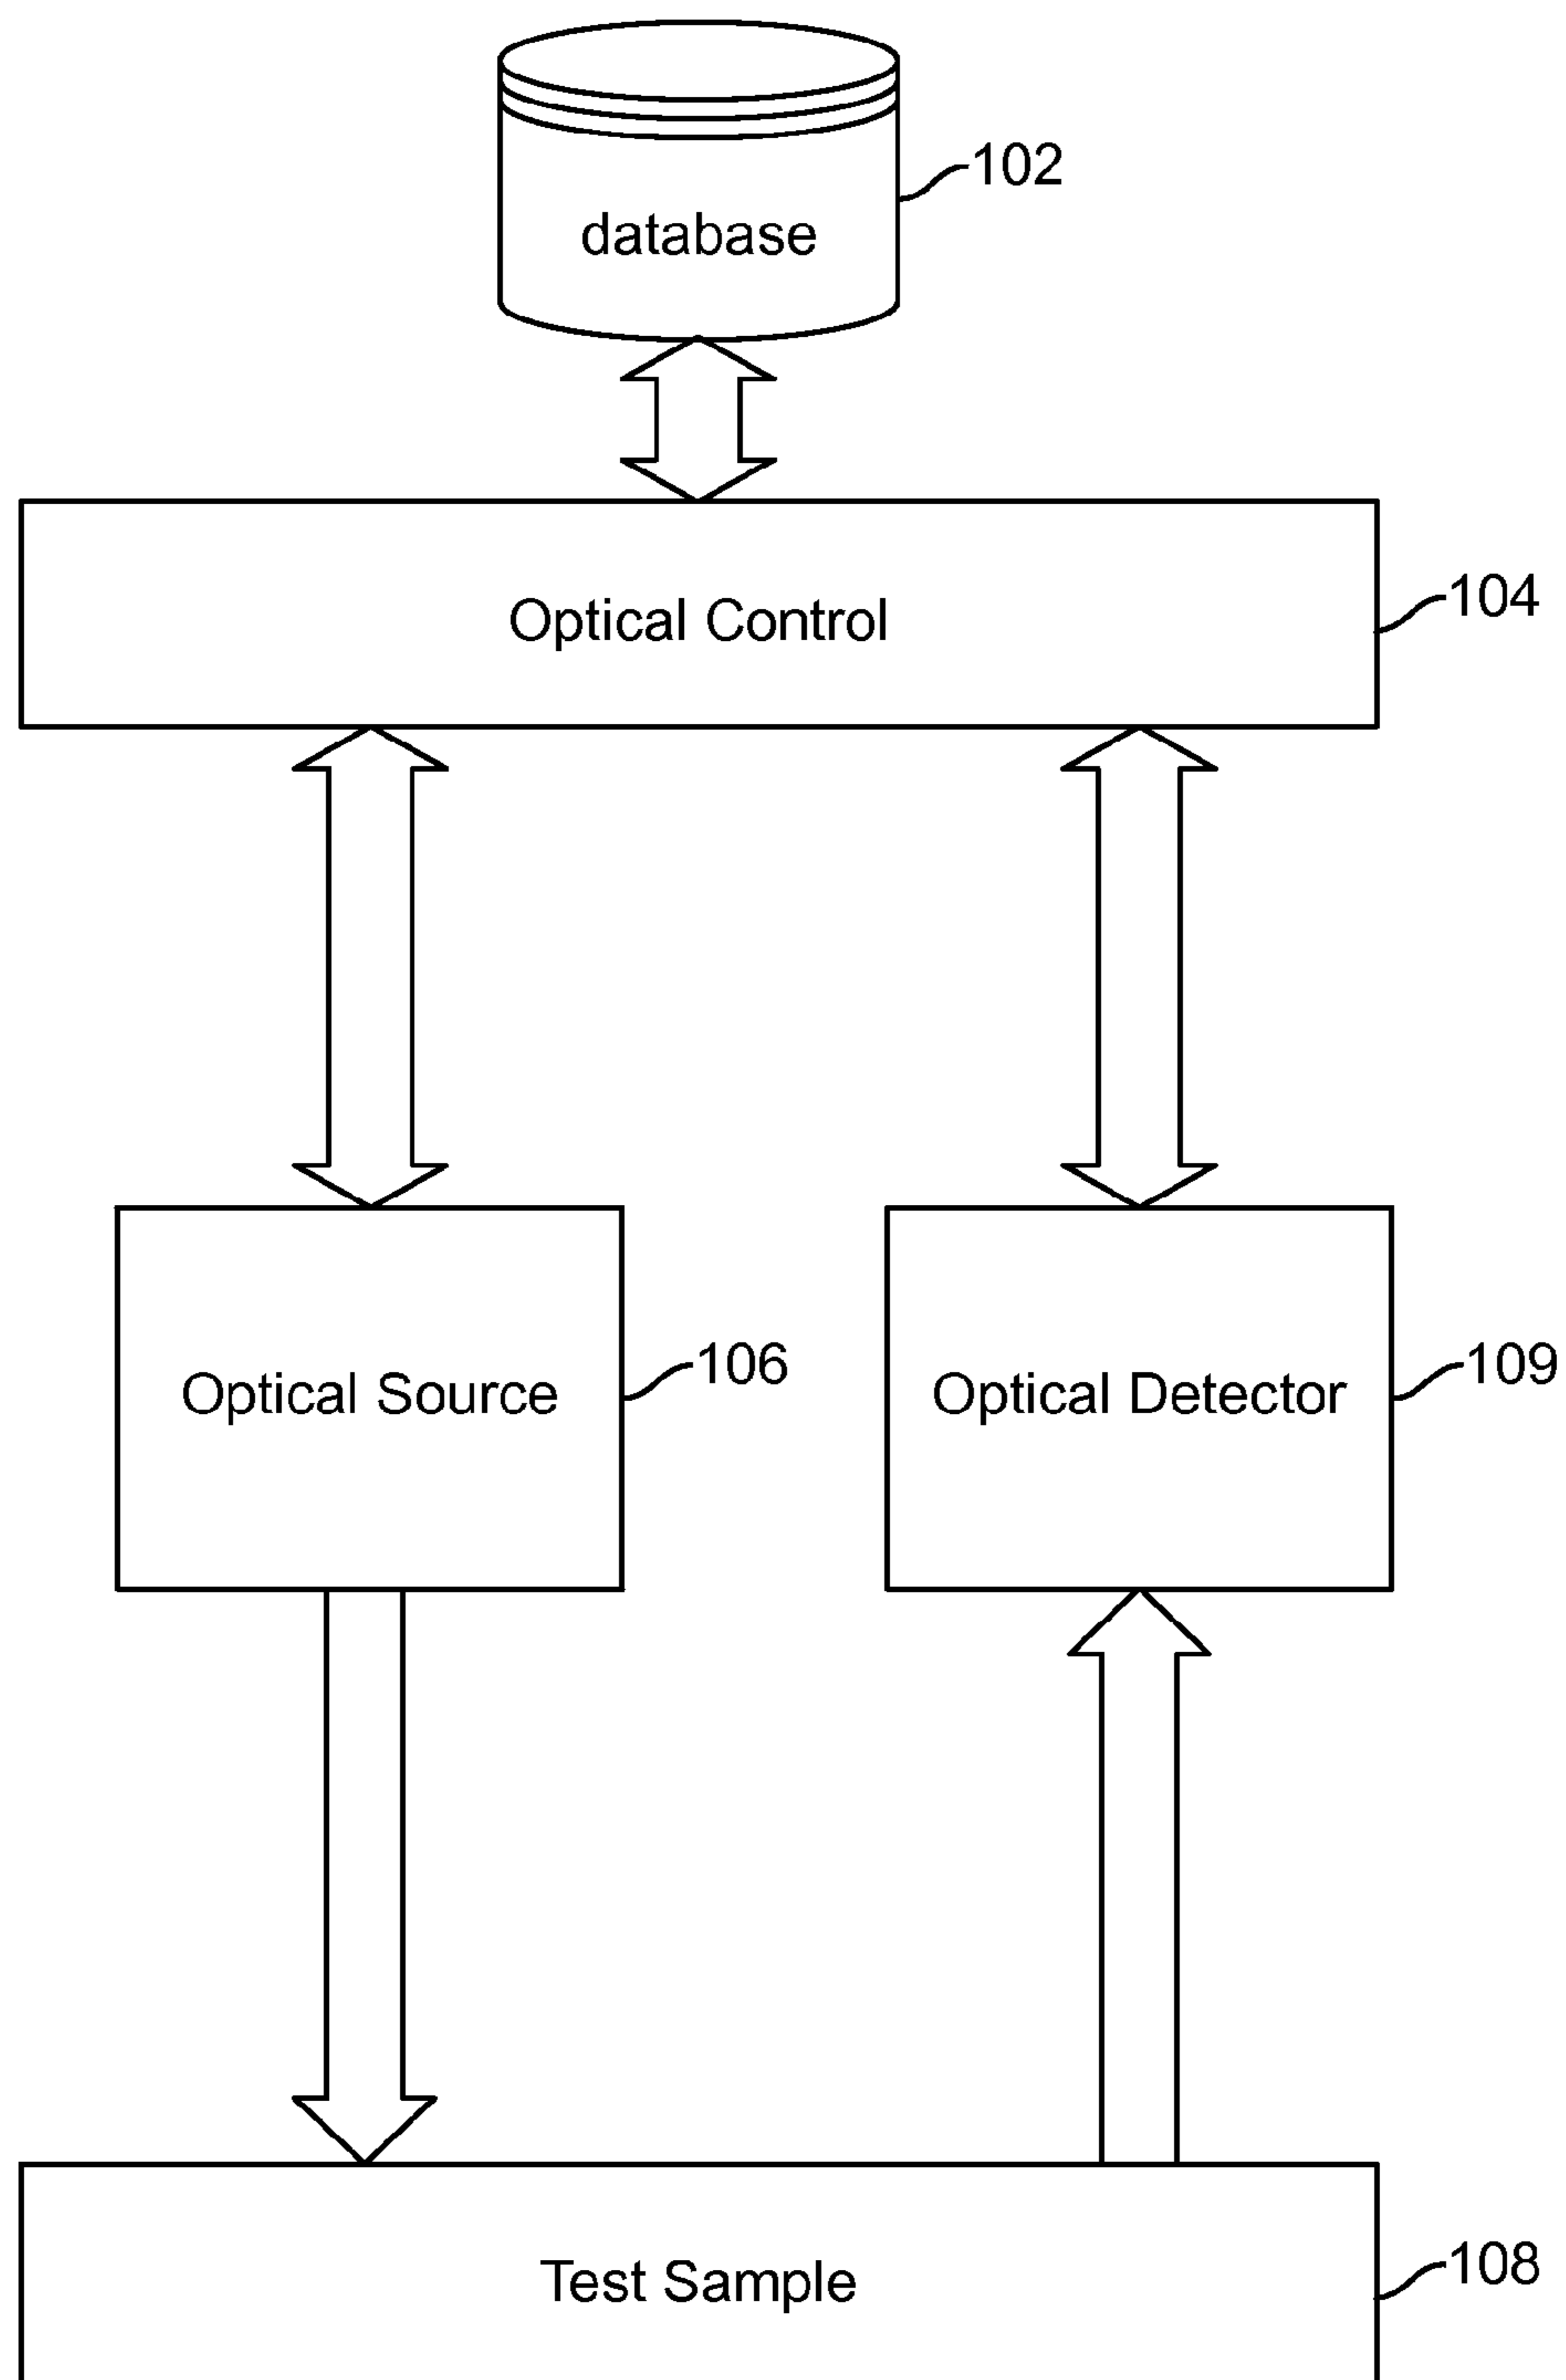 database
102
Optical Control
104
Optical Source
106
Optical Detector
109
Test Sample
108